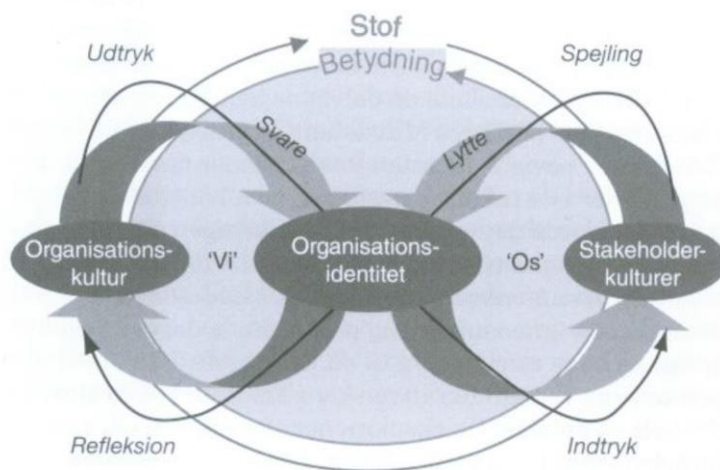 Stof
Udtryk
Spejling
Betydning
Svare
Lytte
Organisations-
kultur
'Vi'
Organisations-
identitet
'Os'
Stakeholder-
kulturer
Refleksion
Indtryk